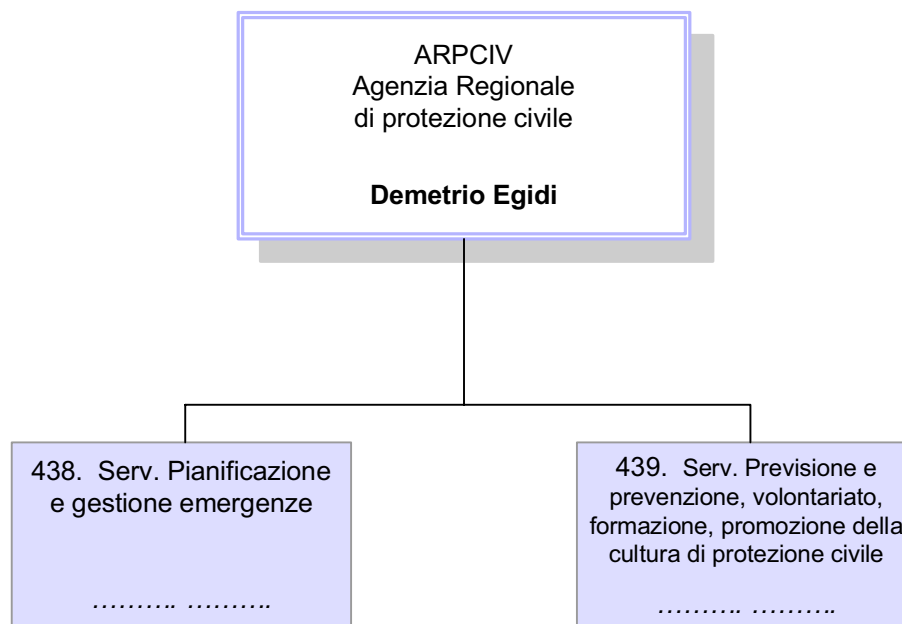 ARPCIV
Agenzia Regionale
di protezione civile
Demetrio Egidi
438. Serv. Pianificazione
e gestione emergenze
………. ……….
439. Serv. Previsione e
prevenzione, volontariato,
formazione, promozione della
cultura di protezione civile
………. ……….